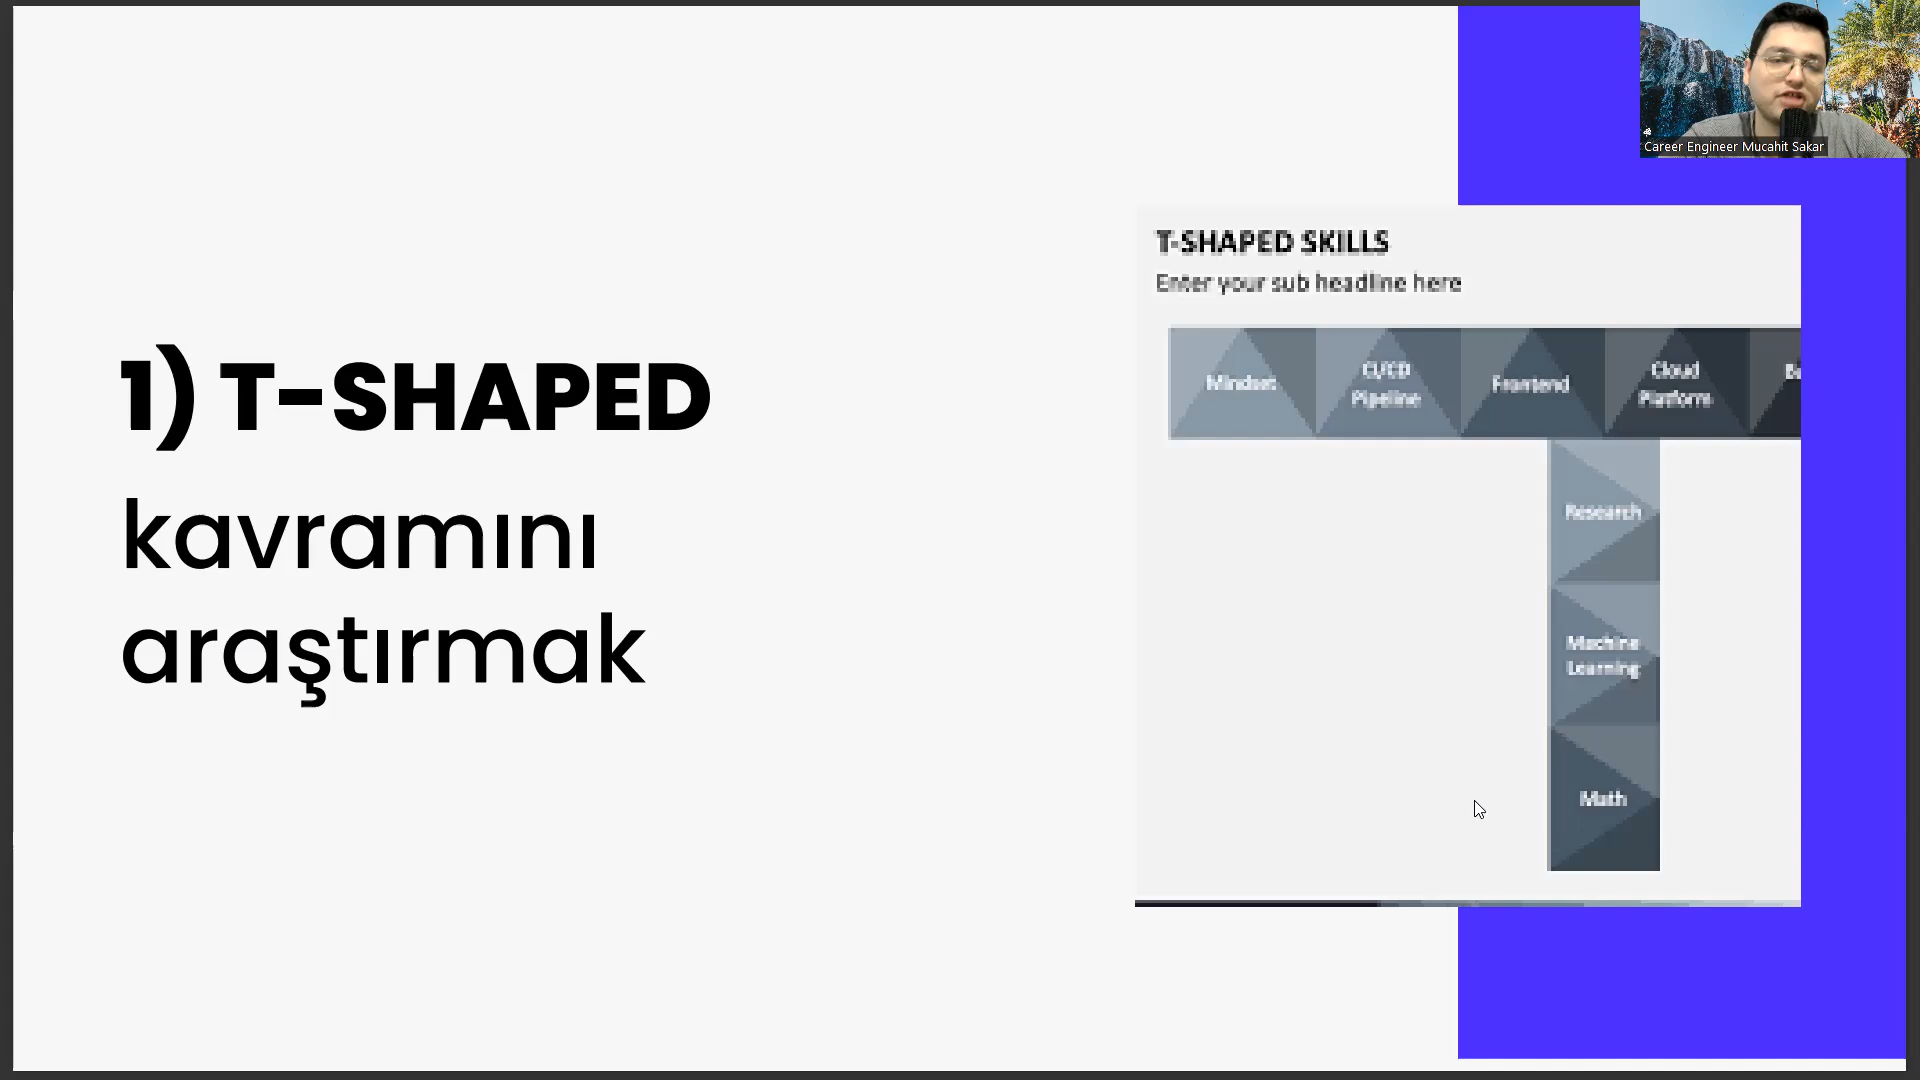 Career Engineer Mucahit Sakar
1) T-SHAPED
kavramını
araştırmak
T-SHAPED SKILLS
Enter your sub headline here
Mindset
CI/CD
Pipeline
Frontend
Cloud
Platform
Research
Machine
Learning
Math